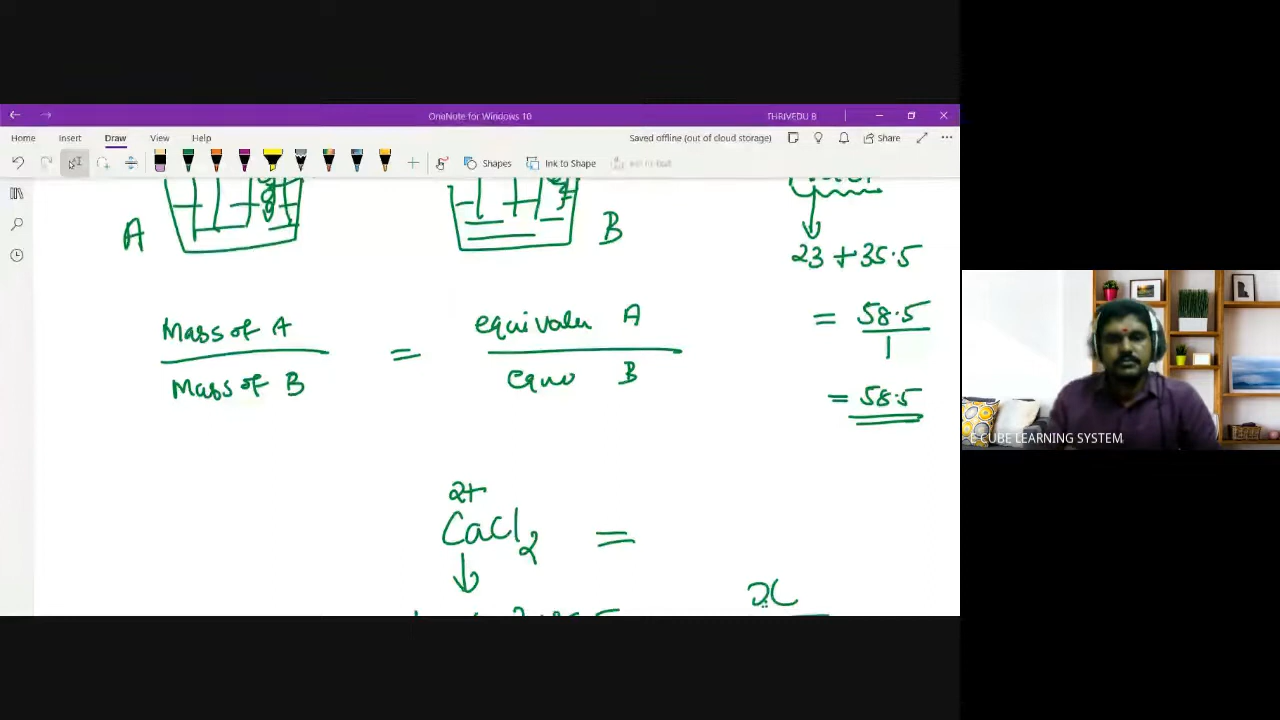 OneNote for Windows 10
THRIVEDU B
Home Insert Draw View Help
Saved offline (out of cloud storage)
Share
Shapes
Ink to Shape
A
B
23 + 35.5
Mass of A
Mass of B
=
equivalen A
B
= 58.5
1
= 58.5
2+
CaCl2 =
x
E CUBE LEARNING SYSTEM